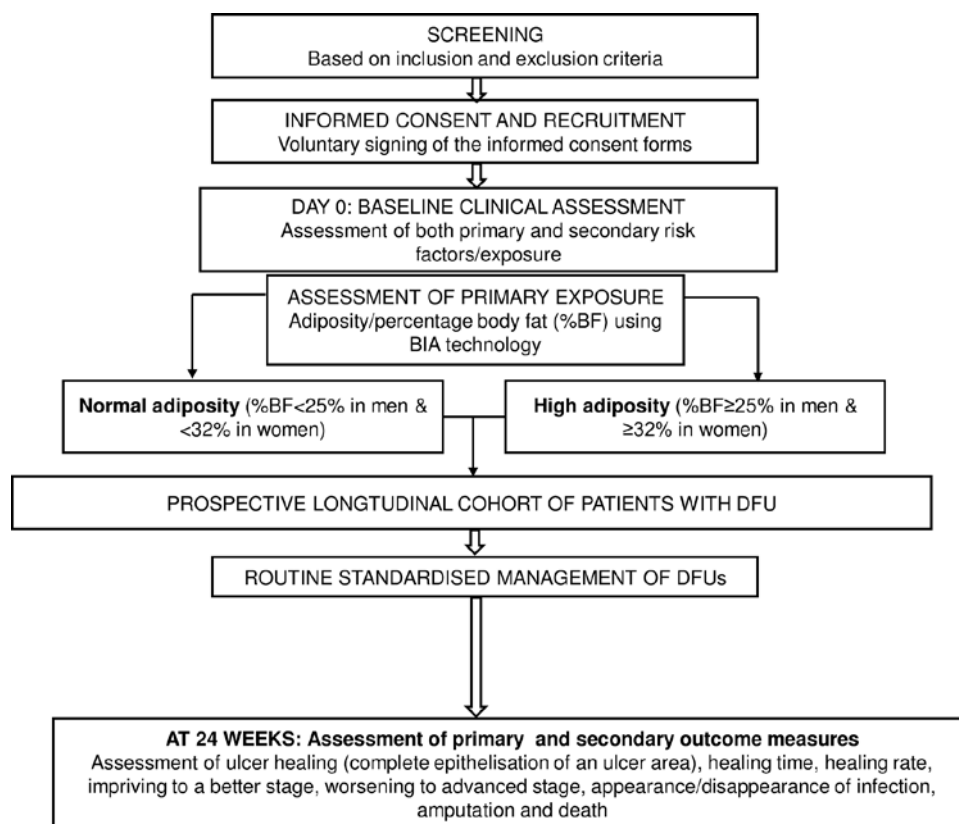 SCREENING
Based on inclusion and exclusion criteria
INFORMED CONSENT AND RECRUITMENT
Voluntary signing of the informed consent forms
DAY 0: BASELINE CLINICAL ASSESSMENT
Assessment of both primary and secondary risk
factors/exposure
ASSESSMENT OF PRIMARY EXPOSURE
Adiposity/percentage body fat (%BF) using
BIA technology
Normal adiposity (%BF<25% in men &
<32% in women)
High adiposity (%BF≥25% in men &
≥32% in women)
PROSPECTIVE LONGTUDINAL COHORT OF PATIENTS WITH DFU
ROUTINE STANDARDISED MANAGEMENT OF DFUs
AT 24 WEEKS: Assessment of primary and secondary outcome measures
Assessment of ulcer healing (complete epithelisation of an ulcer area), healing time, healing rate,
impriving to a better stage, worsening to advanced stage, appearance/disappearance of infection,
amputation and death